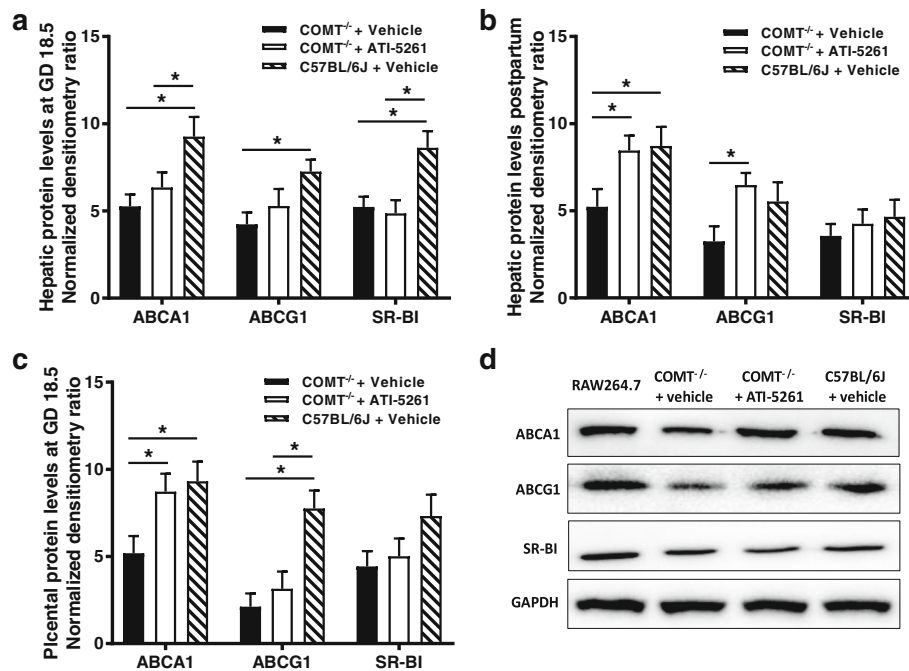 a
Hepatic protein levels at GD 18.5
Normalized densitiometry ratio
15
10
5
0
COMT-/- + Vehicle
COMT-/- + ATI-5261
C57BL/6J + Vehicle
*
*
*
*
*
ABCA1
ABCG1
SR-BI
b
Hepatic protein levels postpartum
Normalized densitiometry ratio
15
10
5
0
COMT-/- + Vehicle
COMT-/- + ATI-5261
C57BL/6J + Vehicle
*
*
*
ABCA1
ABCG1
SR-BI
c
Plcental protein levels at GD 18.5
Normalized densitiometry ratio
15
10
5
0
COMT-/- + Vehicle
COMT-/- + ATI-5261
C57BL/6J + Vehicle
*
*
*
*
ABCA1
ABCG1
SR-BI
d
RAW264.7
COMT-/-
+ vehicle
COMT-/-
+ ATI-5261
C57BL/6J
+ vehicle
ABCA1
ABCG1
SR-BI
GAPDH